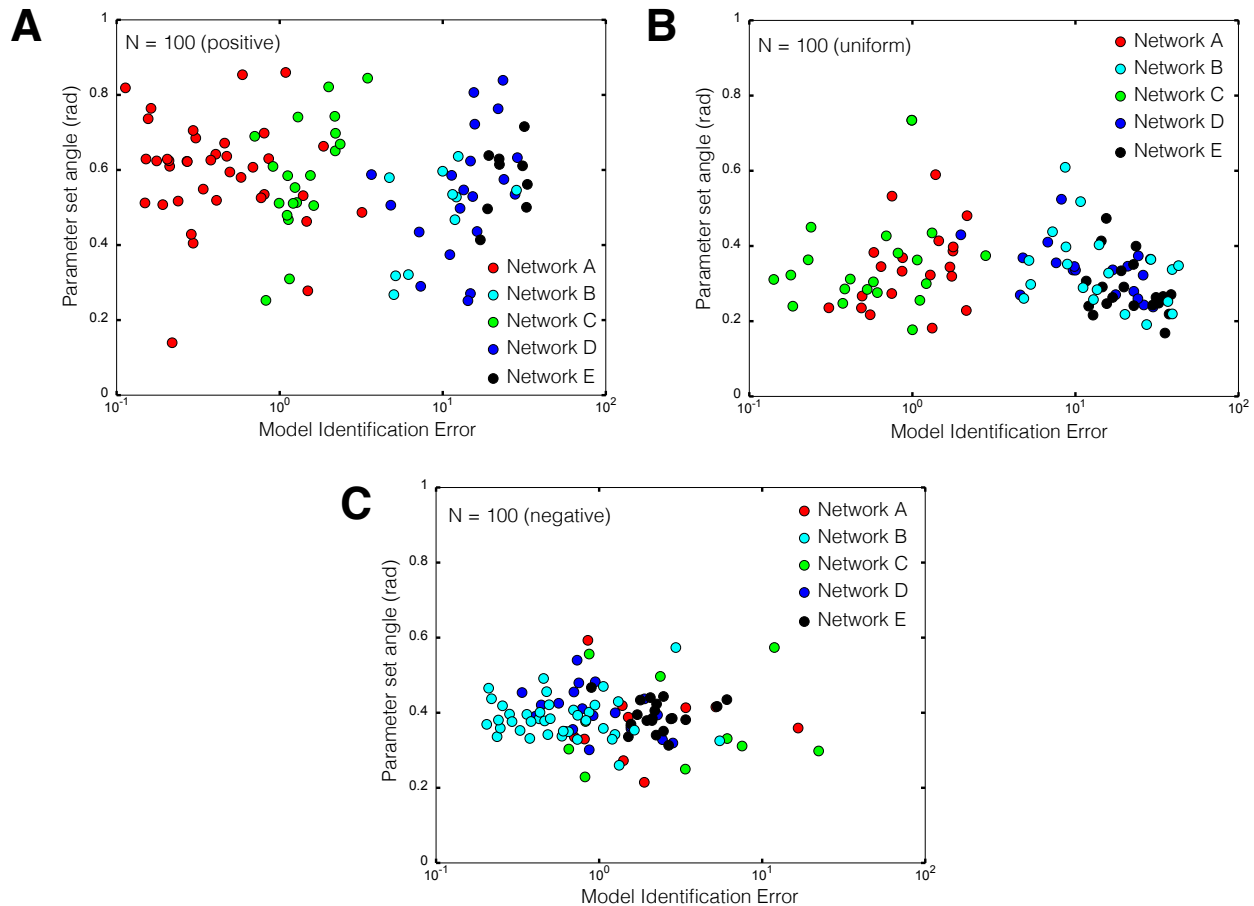 A
N = 100 (positive)
Parameter set angle (rad)
1
0.8
0.6
0.4
0.2
0
10^-1
10^0
10^1
10^2
Model Identification Error
Network A
Network B
Network C
Network D
Network E
B
N = 100 (uniform)
Parameter set angle (rad)
1
0.8
0.6
0.4
0.2
0
10^-1
10^0
10^1
10^2
Model Identification Error
Network A
Network B
Network C
Network D
Network E
C
N = 100 (negative)
Parameter set angle (rad)
1
0.8
0.6
0.4
0.2
0
10^-1
10^0
10^1
10^2
Model Identification Error
Network A
Network B
Network C
Network D
Network E